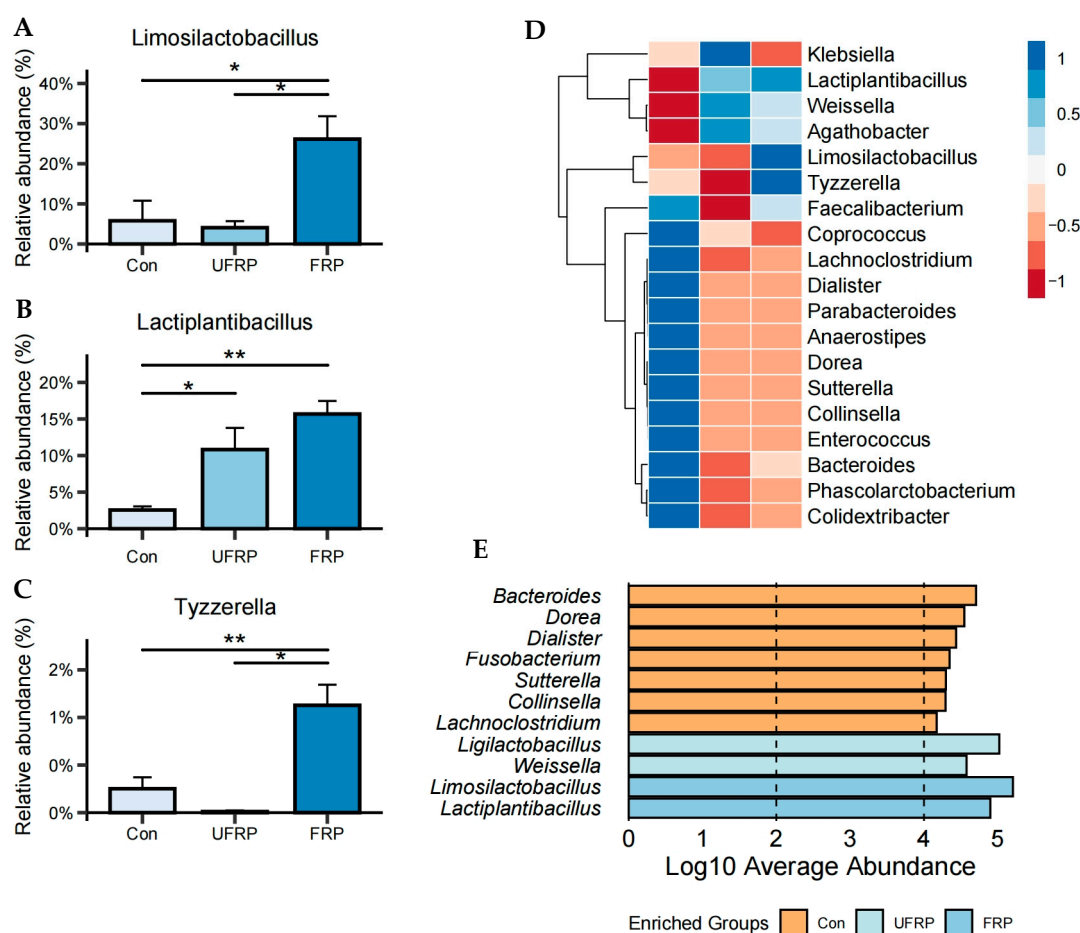 A
Limosilactobacillus
Relative abundance (%)
40%
30%
20%
10%
0%
*
*
Con UFRP FRP
B
Lactiplantibacillus
Relative abundance (%)
20%
15%
10%
5%
0%
**
*
Con UFRP FRP
C
Tyzzerella
Relative abundance (%)
2%
1%
0%
0%
**
*
Con UFRP FRP
D
Klebsiella
Lactiplantibacillus
Weissella
Agathobacter
Limosilactobacillus
Tyzzerella
Faecalibacterium
Coprococcus
Lachnoclostridium
Dialister
Parabacteroides
Anaerostipes
Dorea
Sutterella
Collinsella
Enterococcus
Bacteroides
Phascolarctobacterium
Colidextribacter
1
0.5
0
−0.5
−1
E
Bacteroides
Dorea
Dialister
Fusobacterium
Sutterella
Collinsella
Lachnoclostridium
Ligilactobacillus
Weissella
Limosilactobacillus
Lactiplantibacillus
0 1 2 3 4 5
Log10 Average Abundance
Enriched Groups Con UFRP FRP